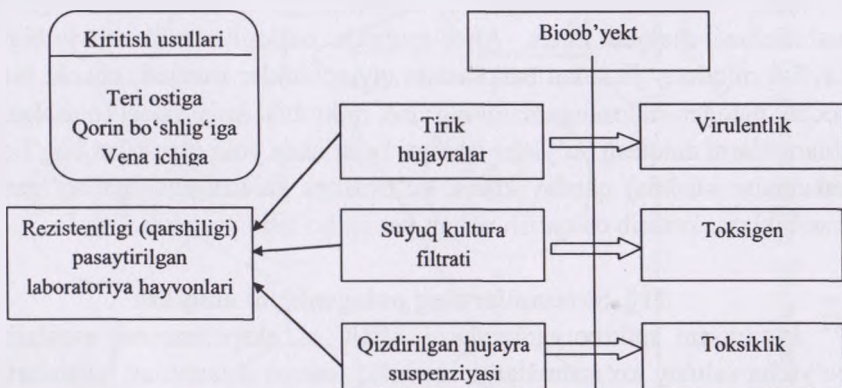 Kiritish usullari
Teri ostiga
Qorin bo‘shlig‘iga
Vena ichiga
Bioob’yekt
Tirik
hujayralar
Virulentlik
Rezistentligi (qarshiligi)
pasaytirilgan
laboratoriya hayvonlari
Suyuq kultura
filtrati
Toksigen
Qizdirilgan hujayra
suspenziyasi
Toksiklik